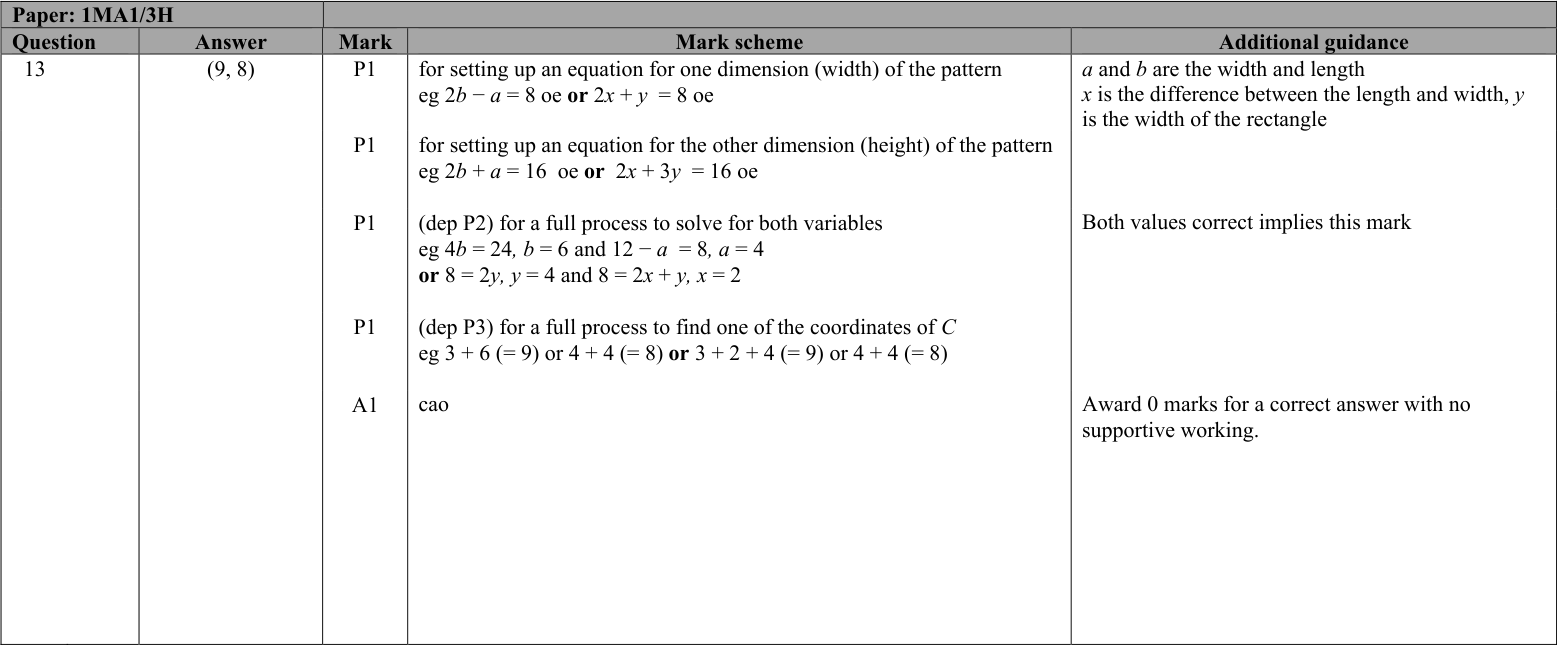 Paper: 1MA1/3H
Question Answer Mark Mark scheme Additional guidance
13 (9, 8) P1 for setting up an equation for one dimension (width) of the pattern a and b are the width and length
eg 2b − a = 8 oe or 2x + y = 8 oe x is the difference between the length and width, y
is the width of the rectangle
P1 for setting up an equation for the other dimension (height) of the pattern
eg 2b + a = 16 oe or 2x + 3y = 16 oe
P1 (dep P2) for a full process to solve for both variables Both values correct implies this mark
eg 4b = 24, b = 6 and 12 − a = 8, a = 4
or 8 = 2y, y = 4 and 8 = 2x + y, x = 2
P1 (dep P3) for a full process to find one of the coordinates of C
eg 3 + 6 (= 9) or 4 + 4 (= 8) or 3 + 2 + 4 (= 9) or 4 + 4 (= 8)
A1 cao Award 0 marks for a correct answer with no
supportive working.